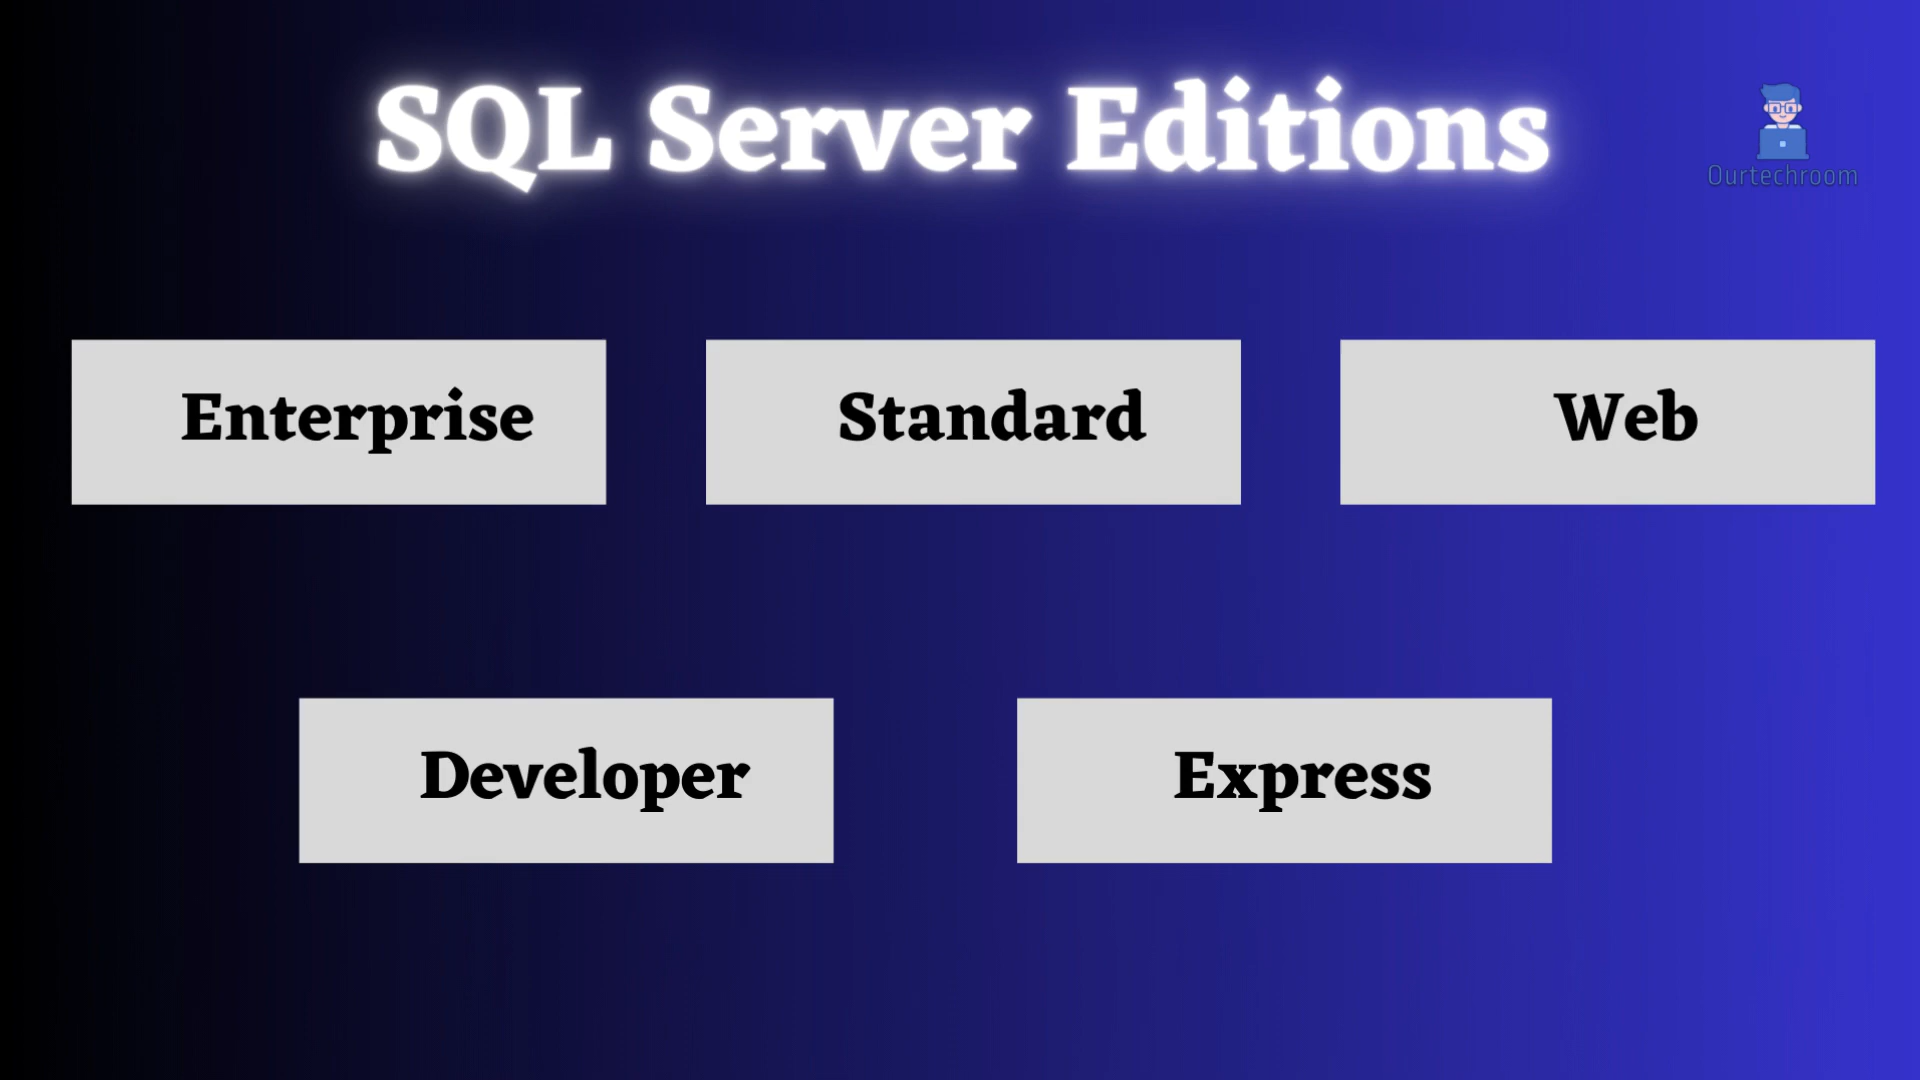 SQL Server Editions
Ourtechroom
Enterprise
Standard
Web
Developer
Express